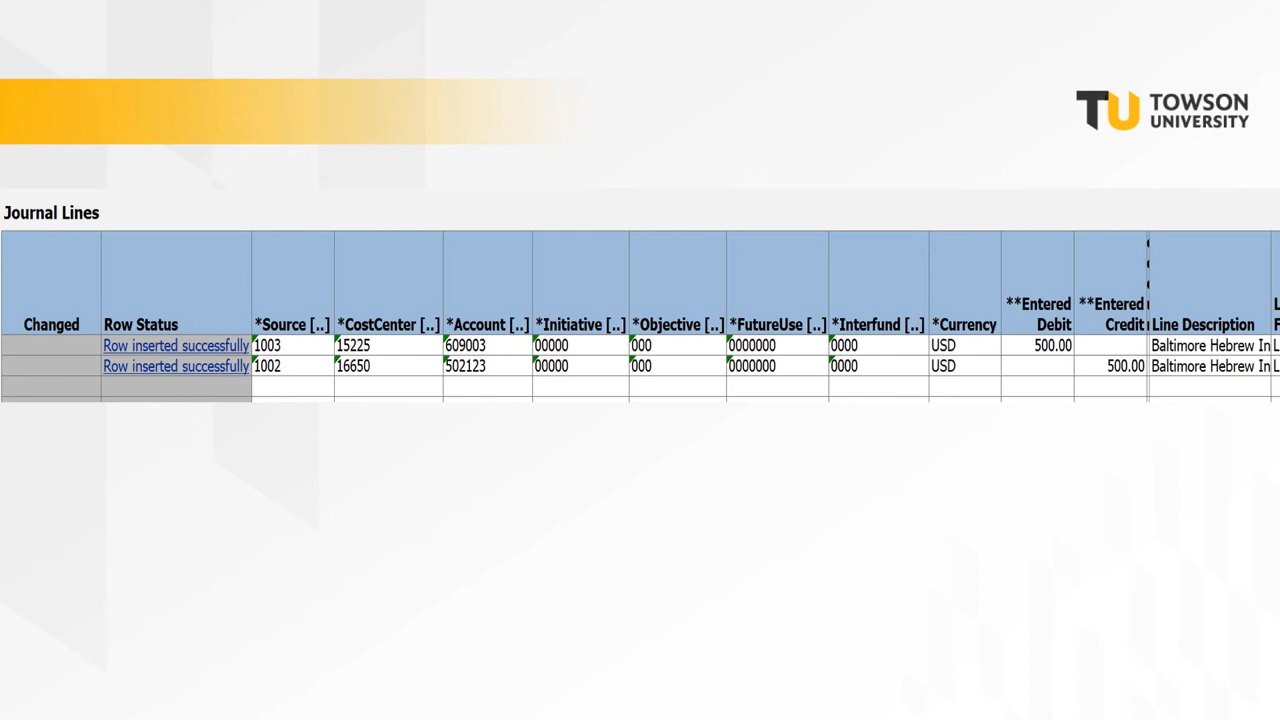 TU TOWSON
UNIVERSITY
Journal Lines
**Entered **Entered
Changed Row Status *Source [..] *CostCenter [..] *Account [..] *Initiative [..] *Objective [..] *FutureUse [..] *Interfund [..] *Currency Debit Credit Line Description
Row inserted successfully 1003 15225 609003 00000 000 0000000 0000 USD 500.00 Baltimore Hebrew In L
Row inserted successfully 1002 16650 502123 00000 000 0000000 0000 USD 500.00 Baltimore Hebrew In L